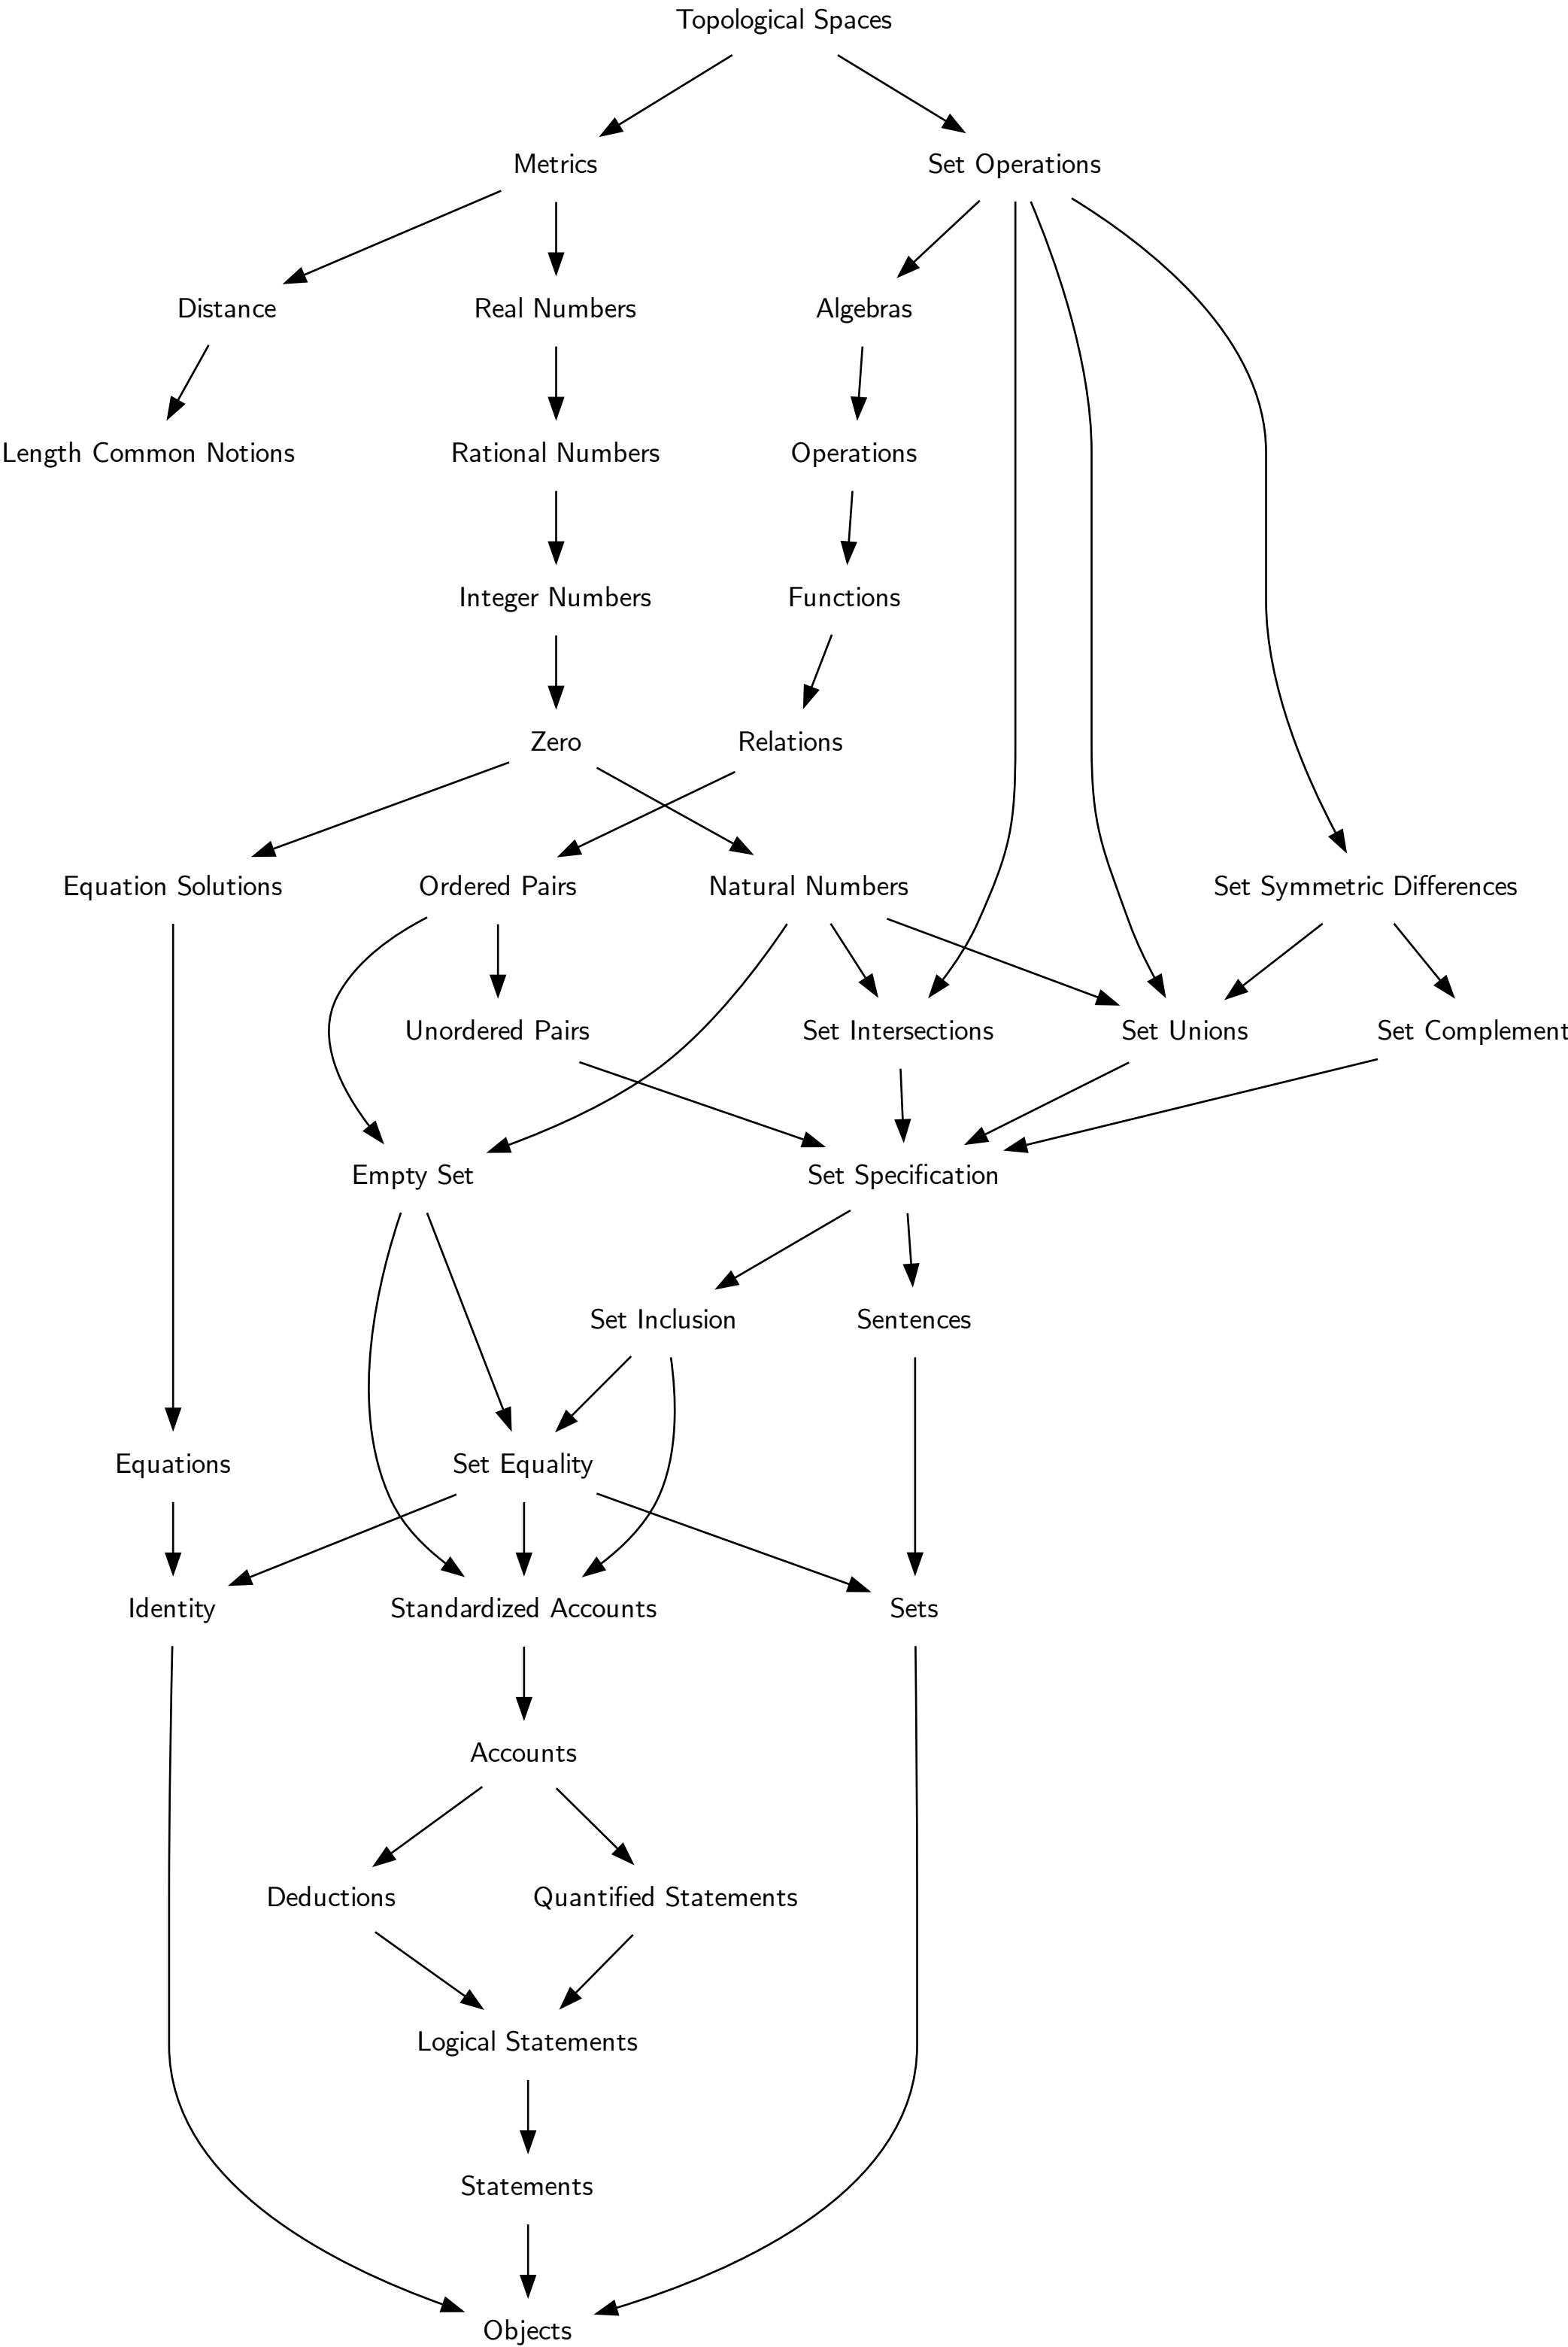 Topological Spaces
Metrics
Set Operations
Distance
Real Numbers
Algebras
Length Common Notions
Rational Numbers
Operations
Integer Numbers
Functions
Zero
Relations
Equation Solutions
Ordered Pairs
Natural Numbers
Set Symmetric Differences
Unordered Pairs
Set Intersections
Set Unions
Set Complement
Empty Set
Set Specification
Set Inclusion
Sentences
Equations
Set Equality
Identity
Standardized Accounts
Sets
Accounts
Deductions
Quantified Statements
Logical Statements
Statements
Objects